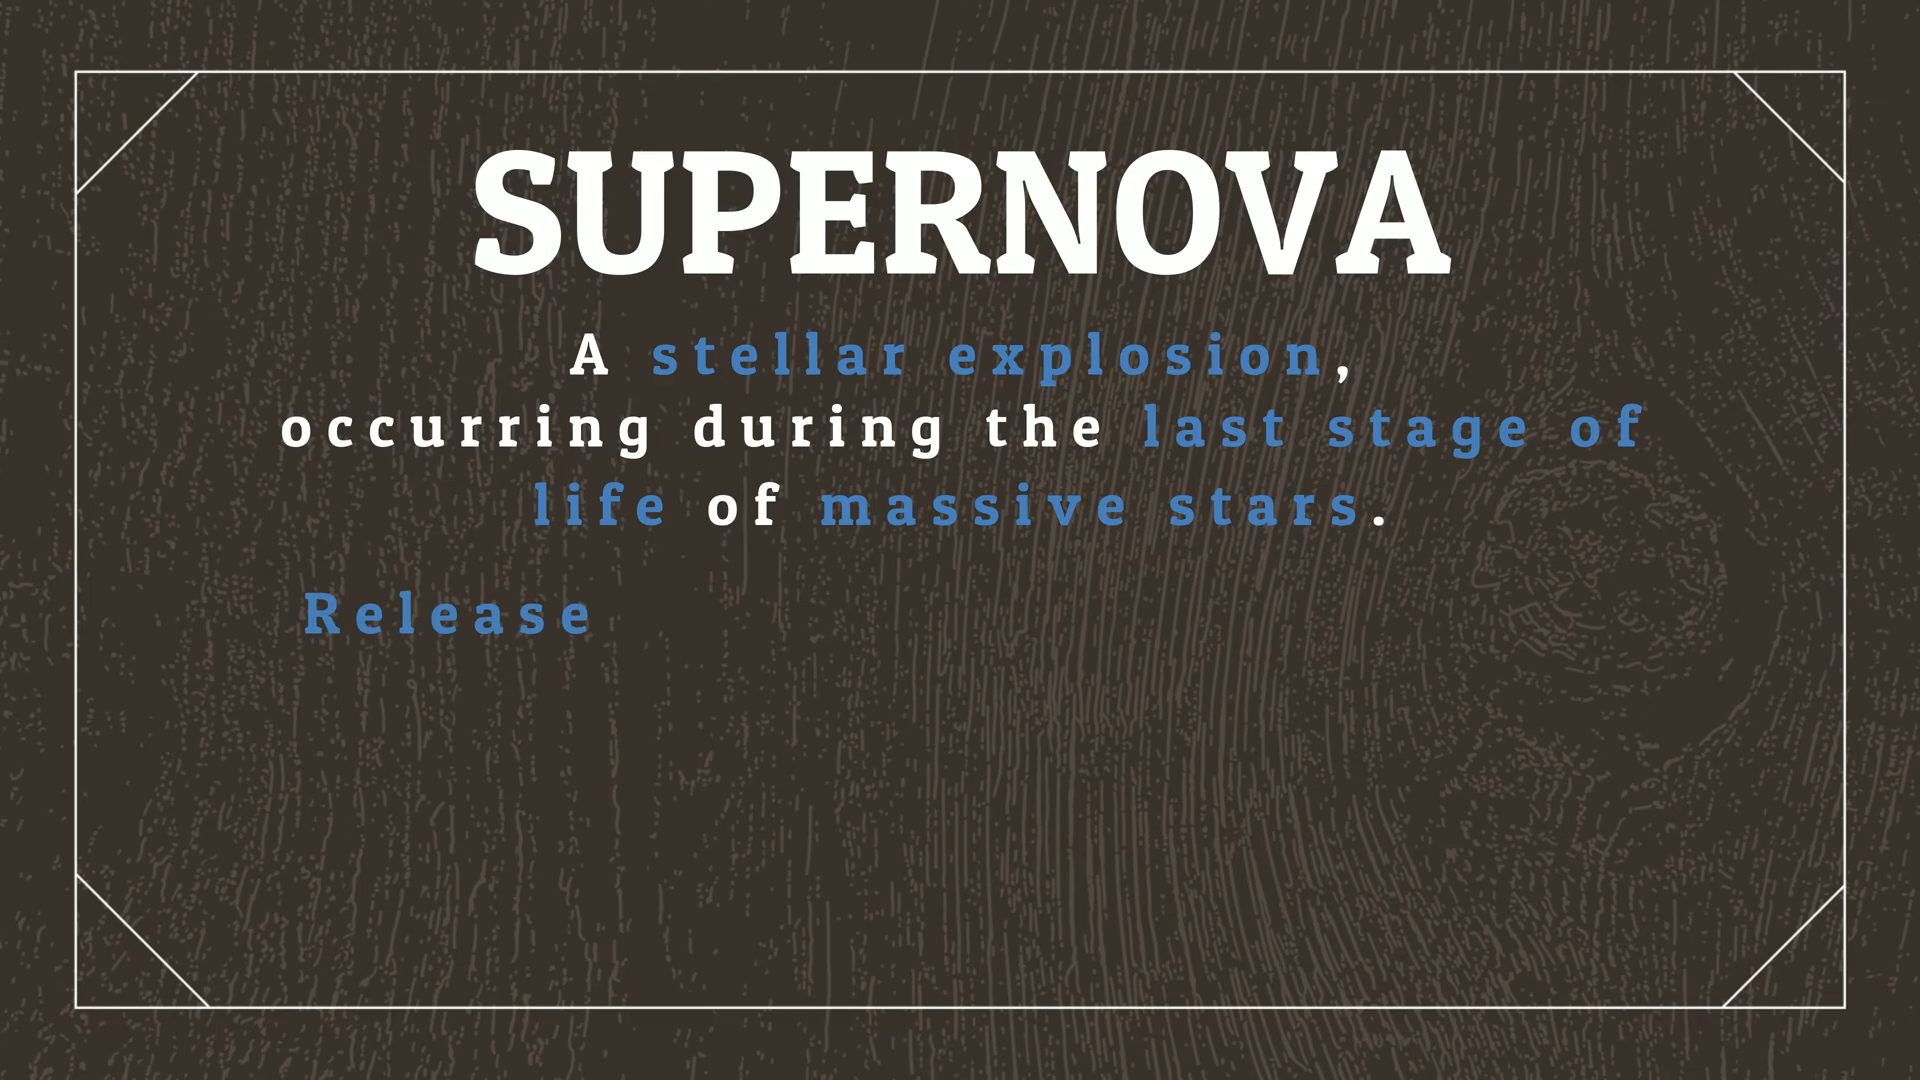 SUPERNOVA
A stellar explosion,
occurring during the last stage of
life of massive stars.
Release